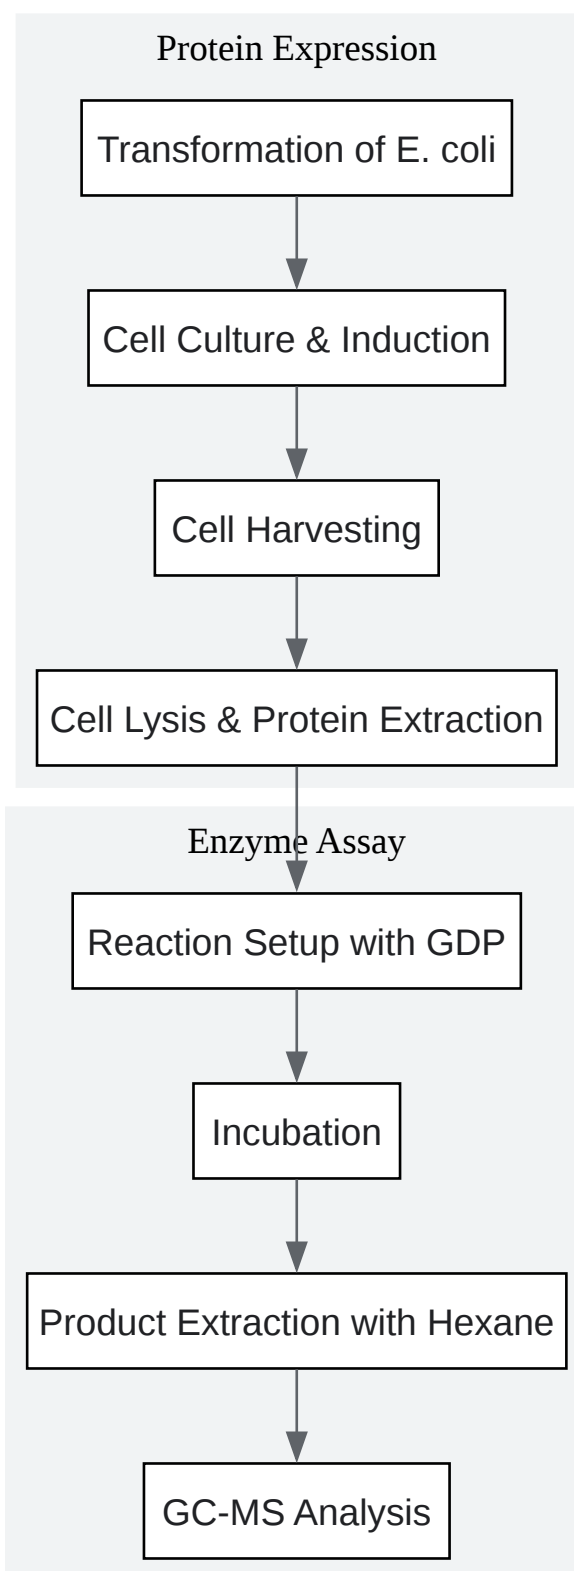 Protein Expression
Transformation of E. coli
Cell Culture & Induction
Cell Harvesting
Cell Lysis & Protein Extraction
Enzyme Assay
Reaction Setup with GDP
Incubation
Product Extraction with Hexane
GC-MS Analysis